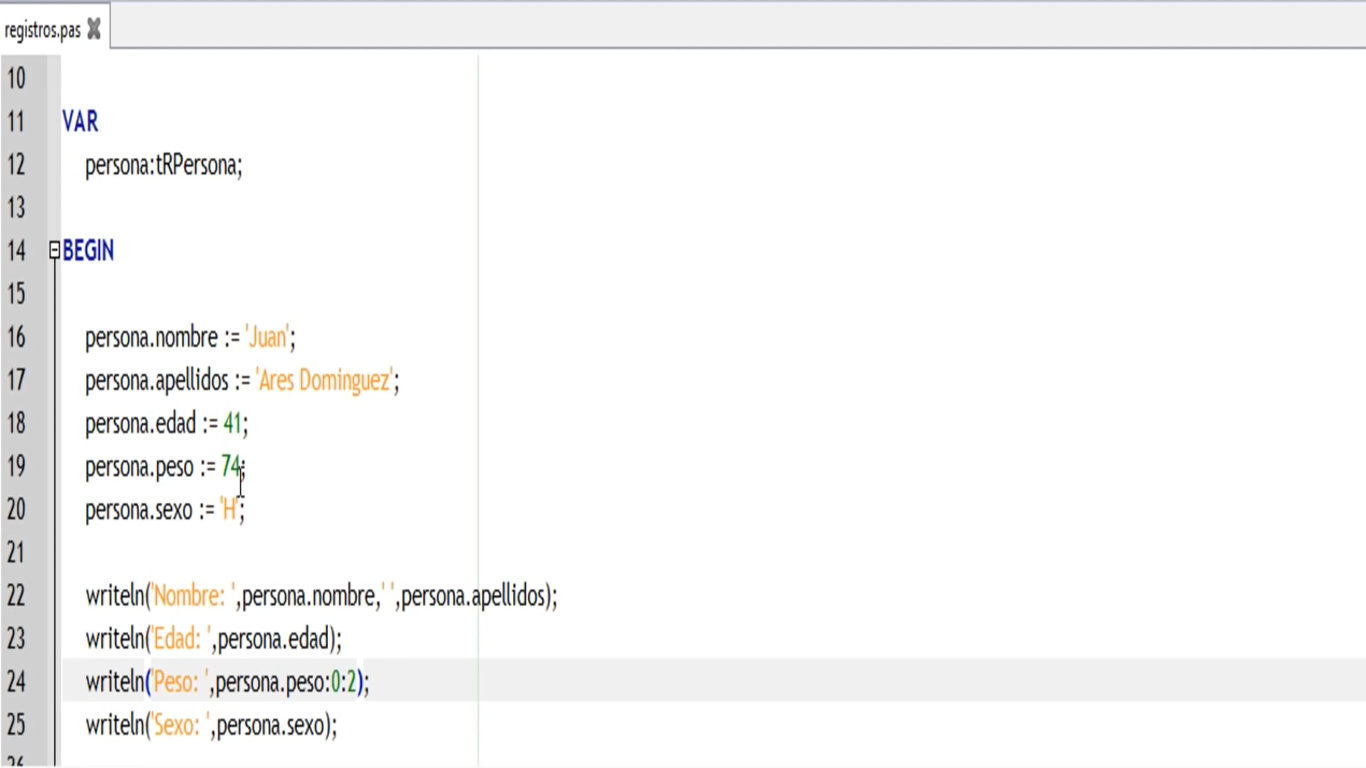 registros.pas
10
11 VAR
12 persona:tRPersona;
13
14 BEGIN
15
16 persona.nombre := 'Juan';
17 persona.apellidos := 'Ares Dominguez';
18 persona.edad := 41;
19 persona.peso := 74;
20 persona.sexo := 'H';
21
22 writeln('Nombre: ',persona.nombre,' ',persona.apellidos);
23 writeln('Edad: ',persona.edad);
24 writeln('Peso: ',persona.peso:0:2);
25 writeln('Sexo: ',persona.sexo);
26